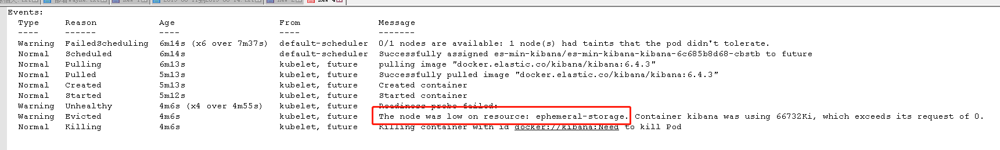 Events:
Type Reason Age From Message
---- ------ ---- ---- -------
Warning FailedScheduling 6m14s (x6 over 7m37s) default-scheduler 0/1 nodes are available: 1 node(s) had taints that the pod didn't tolerate.
Normal Scheduled 6m14s default-scheduler Successfully assigned es-min-kibana/es-min-kibana-kibana-6c685b8d68-cbstb to future
Normal Pulling 6m13s kubelet, future pulling image "docker.elastic.co/kibana/kibana:6.4.3"
Normal Pulled 5m13s kubelet, future Successfully pulled image "docker.elastic.co/kibana/kibana:6.4.3"
Normal Created 5m13s kubelet, future Created container
Normal Started 5m12s kubelet, future Started container
Warning Unhealthy 4m6s (x4 over 4m55s) kubelet, future Readiness probe failed:
Warning Evicted 4m6s kubelet, future The node was low on resource: ephemeral-storage. Container kibana was using 66732Ki, which exceeds its request of 0.
Normal Killing 4m6s kubelet, future Killing container with id docker://kibana:Need to kill Pod